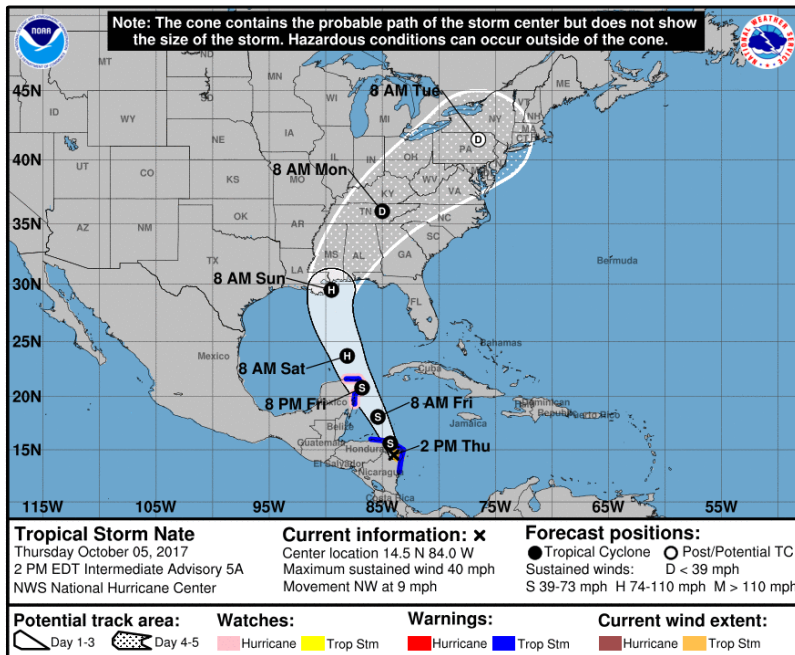 Note: The cone contains the probable path of the storm center but does not show
the size of the storm. Hazardous conditions can occur outside of the cone.
NOAA
NATIONAL WEATHER SERVICE
MT
ND
MN
ME
45N
ID
WY
SD
WI
MI
8 AM Tue
NY
VT
NH
MA
CT
NE
IA
D
PA
40N
UT
CO
KS
MO
IL
IN
OH
NJ
8 AM Mon
WV
VA
KY
35N
AZ
NM
OK
AR
TN
D
NC
SC
MS
AL
GA
TX
LA
Bermuda
30N
8 AM Sun
H
FL
25N
Mexico
H
Bahamas
8 AM Sat
Cuba
20N
8 PM Fri
S
8 AM Fri
Mexico
S
Jamaica
Haiti
Dominican
Republic
Puerto Rico
Belize
15N
Guatemala
Honduras
S
2 PM Thu
El Salvador
Nicaragua
Costa Rica
115W
105W
95W
85W
75W
65W
55W
Tropical Storm Nate
Thursday October 05, 2017
2 PM EDT Intermediate Advisory 5A
NWS National Hurricane Center
Current information: x
Center location 14.5 N 84.0 W
Maximum sustained wind 40 mph
Movement NW at 9 mph
Forecast positions:
Tropical Cyclone Post/Potential TC
Sustained winds: D < 39 mph
S 39-73 mph H 74-110 mph M > 110 mph
Potential track area:
Day 1-3 Day 4-5
Watches:
Hurricane Trop Stm
Warnings:
Hurricane Trop Stm
Current wind extent:
Hurricane Trop Stm